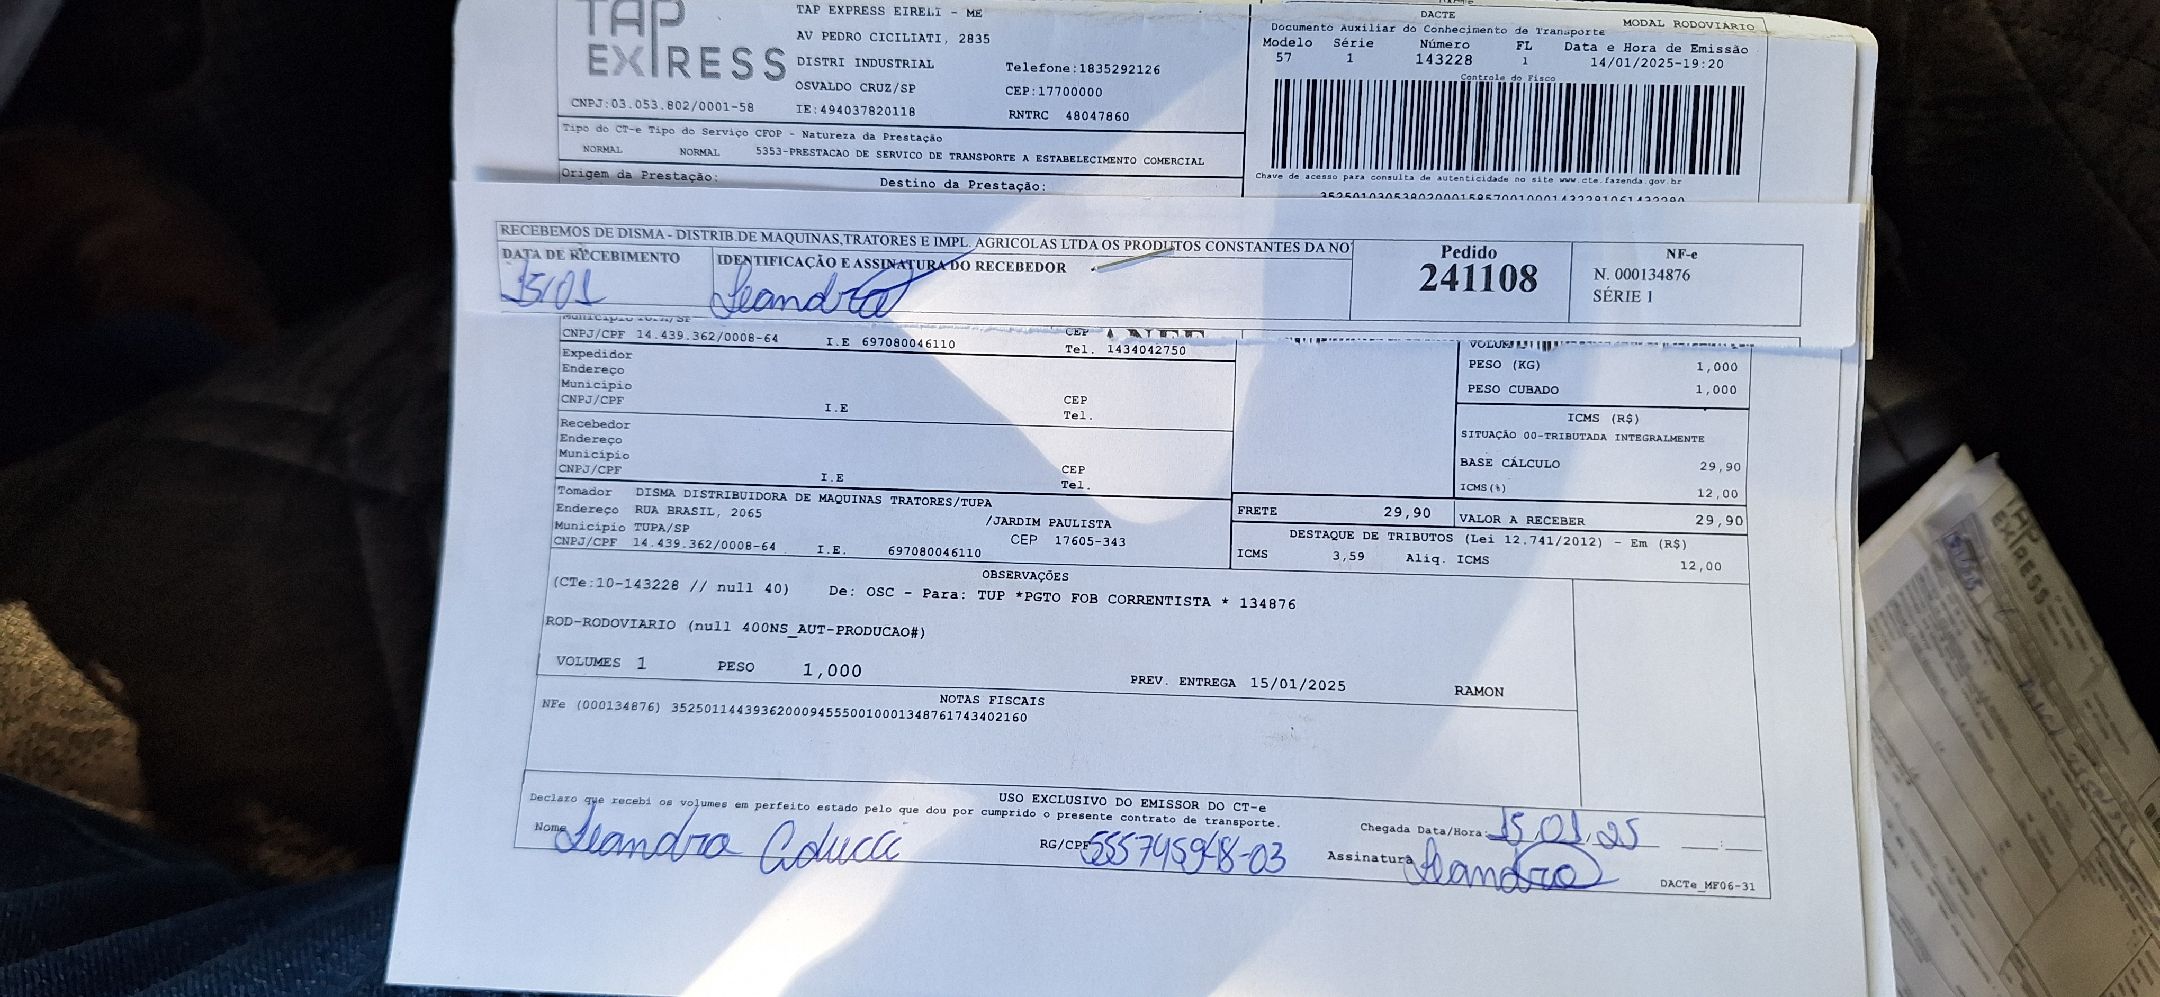 TAP EXPRESS
TAP EXPRESS EIRELI - ME
AV PEDRO CICILIATI, 2835
DISTRI INDUSTRIAL
OSVALDO CRUZ/SP
IE:494037820118
Telefone:1835292126
CEP:17700000
RNTRC 48047860
CNPJ:03.053.802/0001-58
Tipo do CT-e Tipo do Serviço CFOP - Natureza da Prestação
NORMAL NORMAL 5353-PRESTACAO DE SERVICO DE TRANSPORTE A ESTABELECIMENTO COMERCIAL
Origem da Prestação: Destino da Prestação:
DACTE
MODAL RODOVIARIO
Documento Auxiliar do Conhecimento de Transporte
Modelo Série Número FL Data e Hora de Emissão
57 1 143228 1 14/01/2025-19:20
Controle do Fisco
Chave de acesso para consulta de autenticidade no site www.cte.fazenda.gov.br
RECEBEMOS DE DISMA - DISTRIB.DE MAQUINAS,TRATORES E IMPL. AGRICOLAS LTDA OS PRODUTOS CONSTANTES DA NO
DATA DE RECEBIMENTO IDENTIFICAÇÃO E ASSINATURA DO RECEBEDOR
15/01 Leandra
Pedido
241108
NF-e
N. 000134876
SÉRIE 1
CNPJ/CPF 14.439.362/0008-64 I.E 697080046110 Tel. 1434042750
Expedidor
Endereço
Município
CNPJ/CPF I.E CEP
Tel.
Recebedor
Endereço
Município
CNPJ/CPF I.E CEP
Tel.
Tomador DISMA DISTRIBUIDORA DE MAQUINAS TRATORES/TUPA
Endereço RUA BRASIL, 2065 /JARDIM PAULISTA
Município TUPA/SP CEP 17605-343
CNPJ/CPF 14.439.362/0008-64 I.E. 697080046110
PESO (KG) 1,000
PESO CUBADO 1,000
ICMS (R$)
SITUAÇÃO 00-TRIBUTADA INTEGRALMENTE
BASE CÁLCULO 29,90
ICMS(%) 12,00
FRETE 29,90 VALOR A RECEBER 29,90
DESTAQUE DE TRIBUTOS (Lei 12.741/2012) - Em (R$)
ICMS 3,59 Aliq. ICMS 12,00
OBSERVAÇÕES
(CTe:10-143228 // null 40) De: OSC - Para: TUP *PGTO FOB CORRENTISTA * 134876
ROD-RODOVIARIO (null 400NS_AUT-PRODUCAO#)
VOLUMES 1 PESO 1,000 PREV. ENTREGA 15/01/2025 RAMON
NOTAS FISCAIS
NFe (000134876) 35250114439362000945550010001348761743402160
USO EXCLUSIVO DO EMISSOR DO CT-e
Declaro que recebi os volumes em perfeito estado pelo que dou por cumprido o presente contrato de transporte.
Nome Leandra Colucci RG/CPF 555745948-03 Chegada Data/Hora: 15,01,25
Assinatura Leandra
DACTe_MF06-31